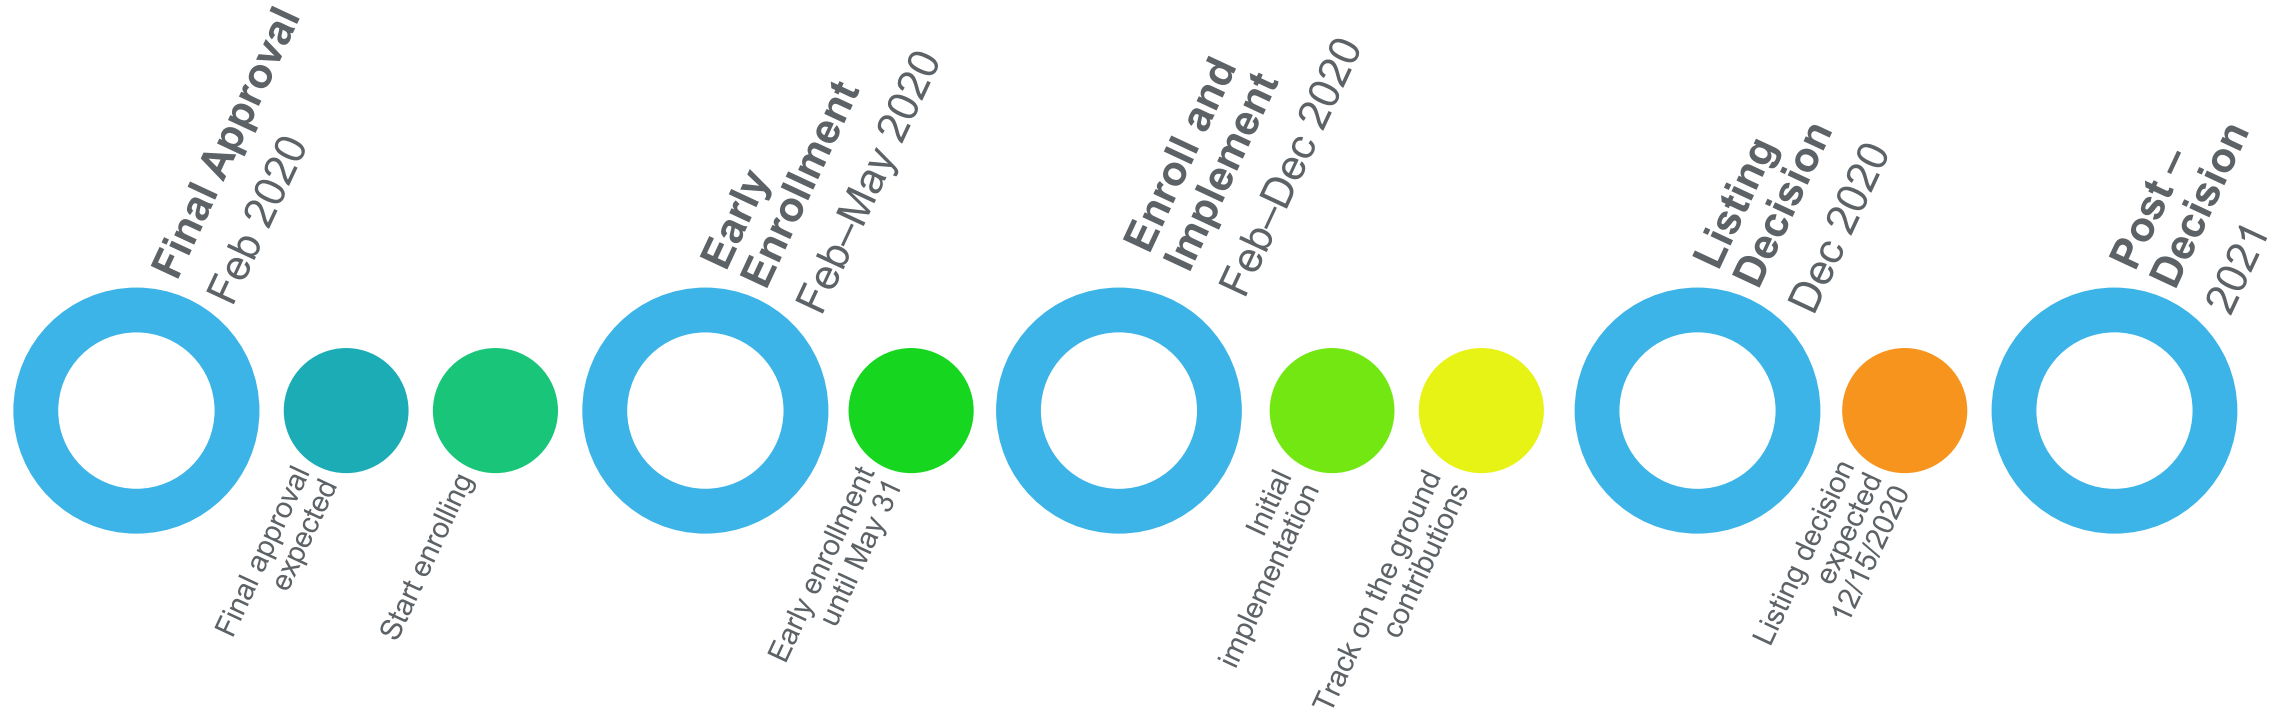 Final Approval
Feb 2020
Final approval
expected
Start enrolling
Early
Enrollment
Feb–May 2020
Early enrollment
until May 31
Enroll and
Implement
Feb–Dec 2020
Initial
implementation
Track on the ground
contributions
Listing
Decision
Dec 2020
Listing decision
expected
12/15/2020
Post –
Decision
2021